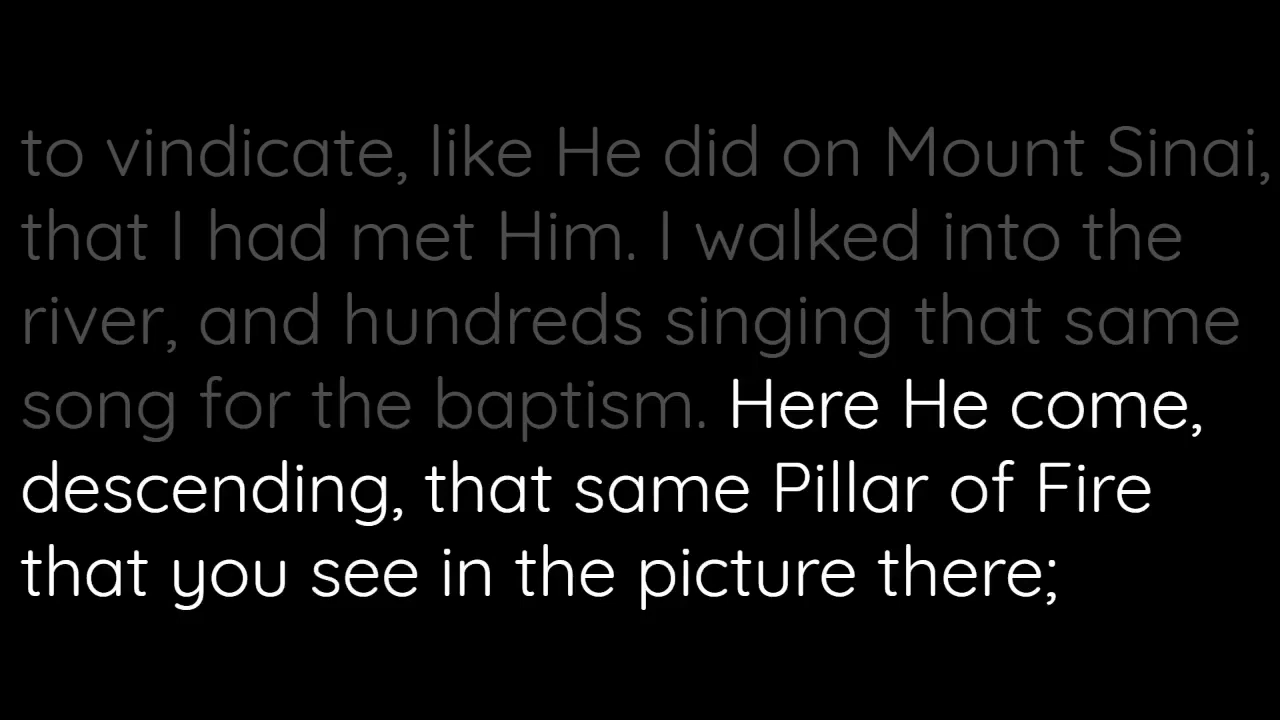 to vindicate, like He did on Mount Sinai,
that I had met Him. I walked into the
river, and hundreds singing that same
song for the baptism. Here He come,
descending, that same Pillar of Fire
that you see in the picture there;